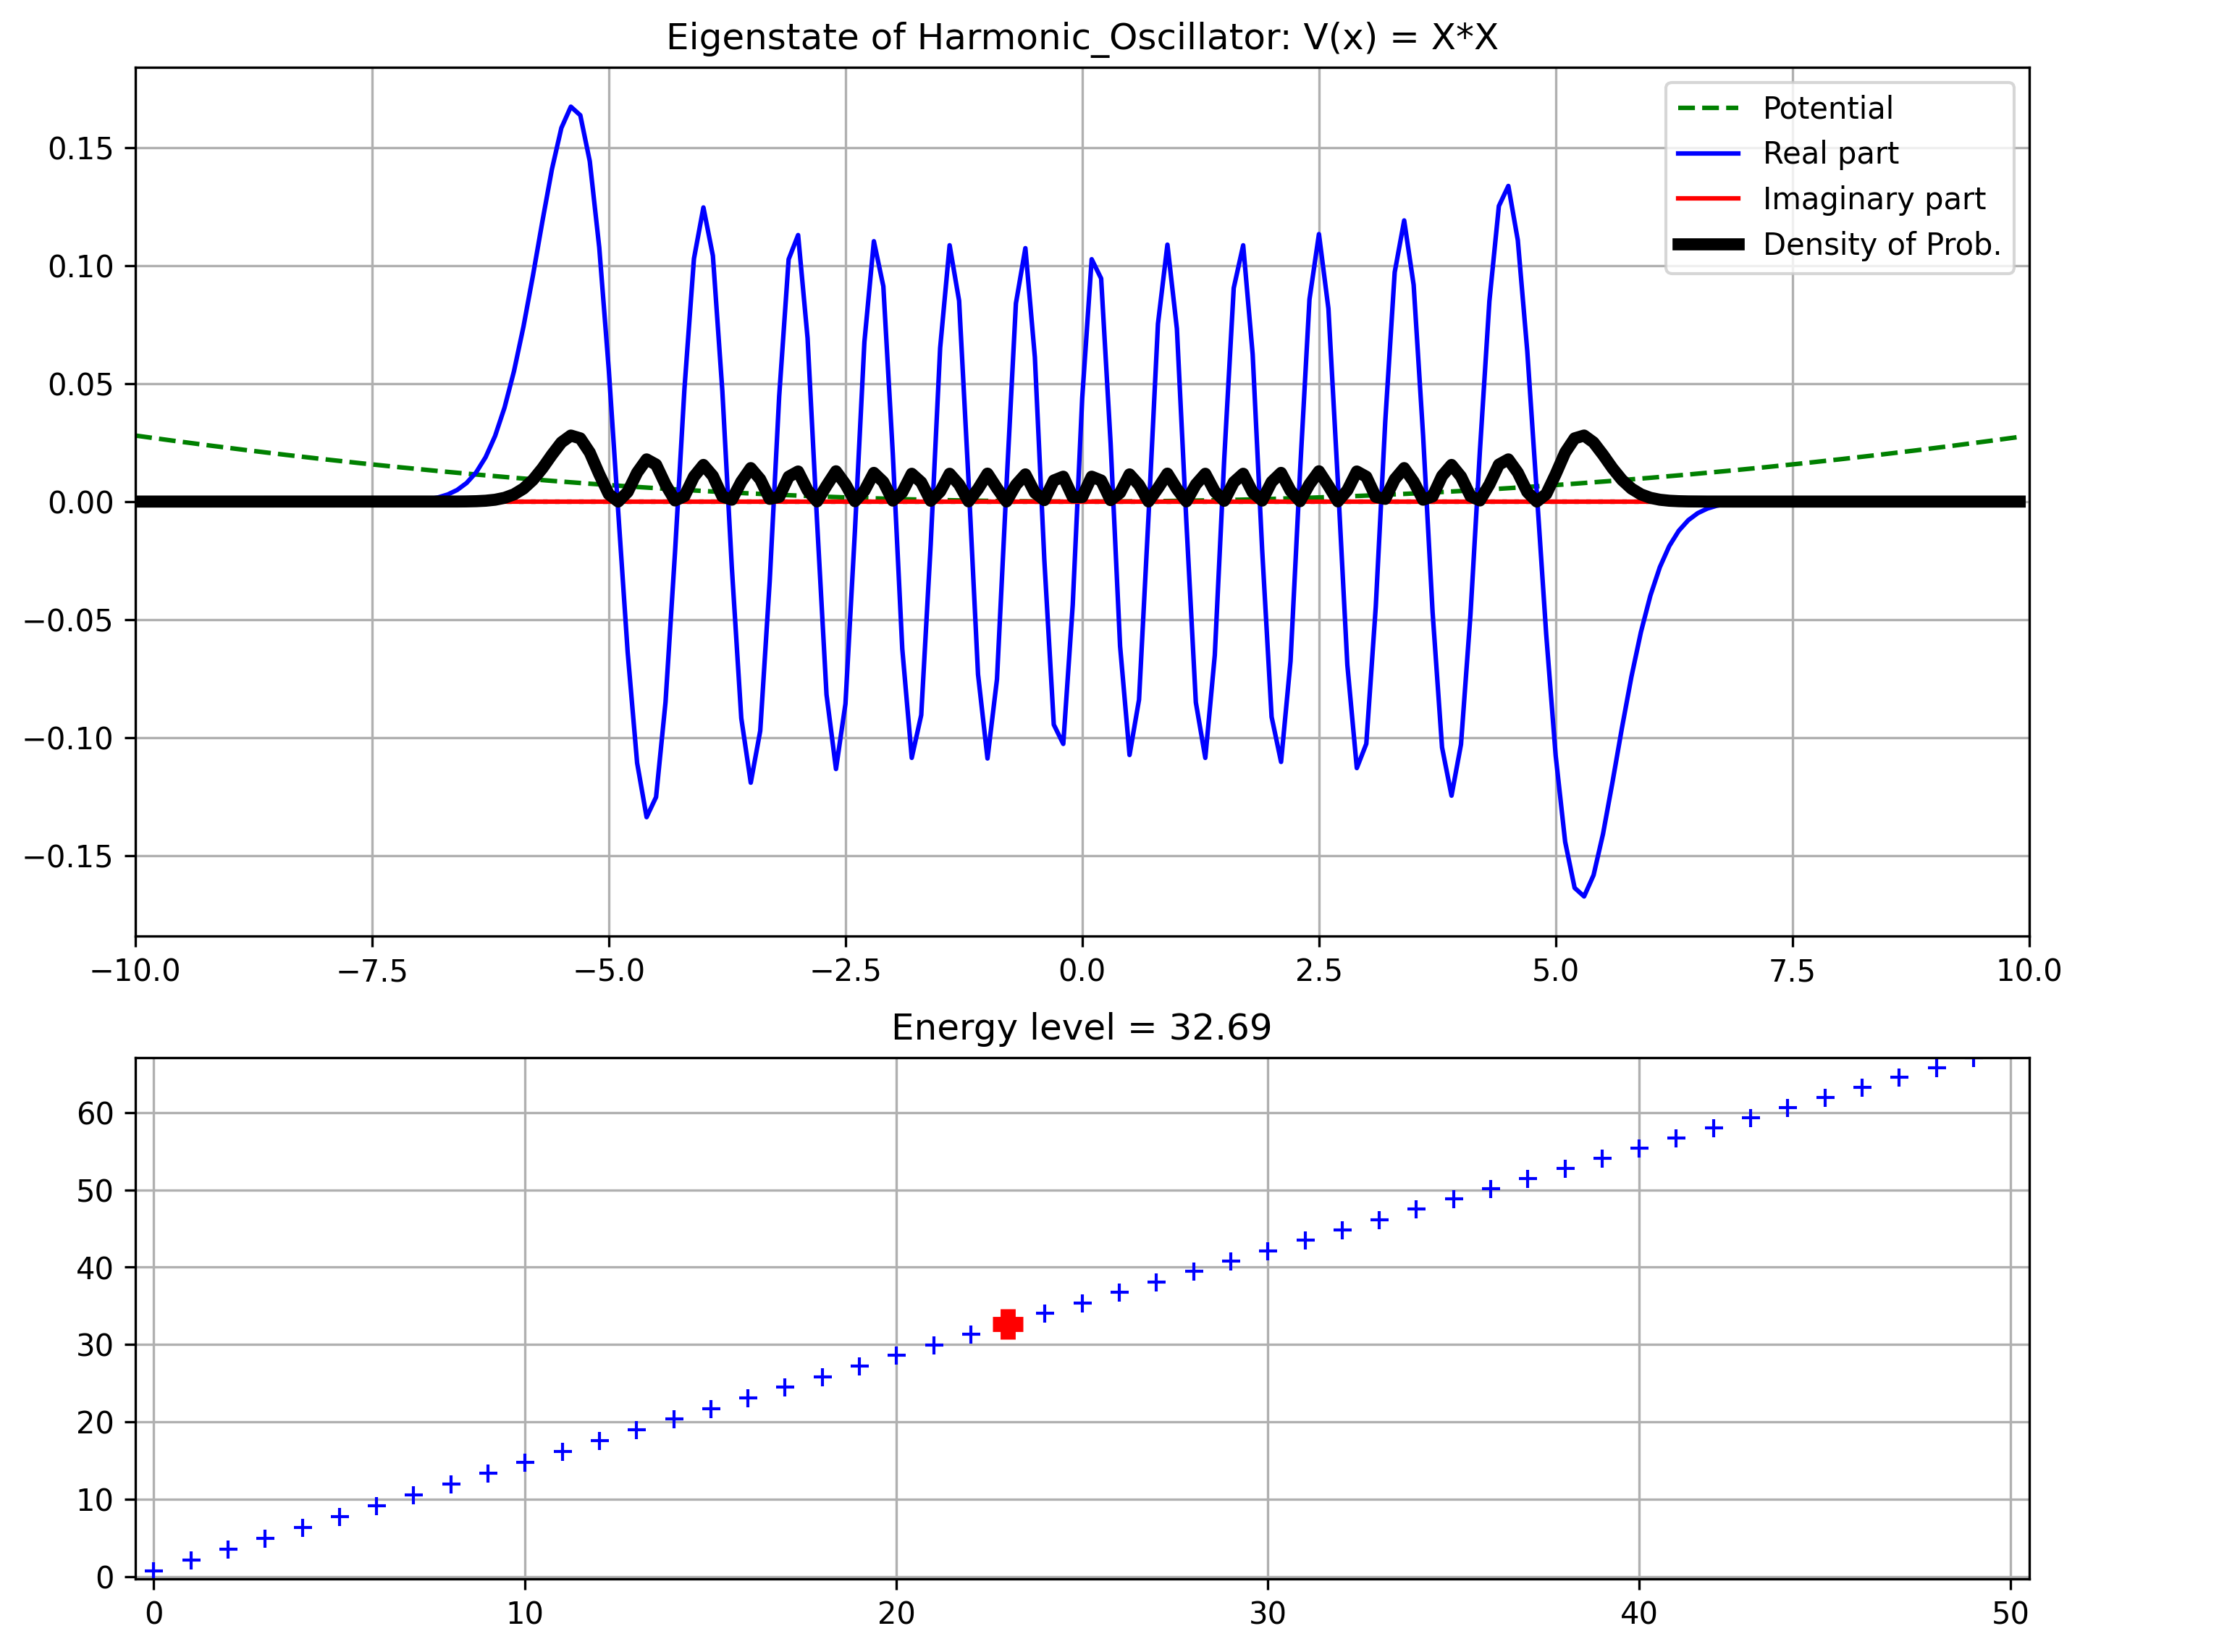 Eigenstate of Harmonic_Oscillator: V(x) = X*X
Potential
Real part
Imaginary part
Density of Prob.
0.15
0.10
0.05
0.00
−0.05
−0.10
−0.15
−10.0 −7.5 −5.0 −2.5 0.0 2.5 5.0 7.5 10.0
Energy level = 32.69
60
50
40
30
20
10
0
0 10 20 30 40 50